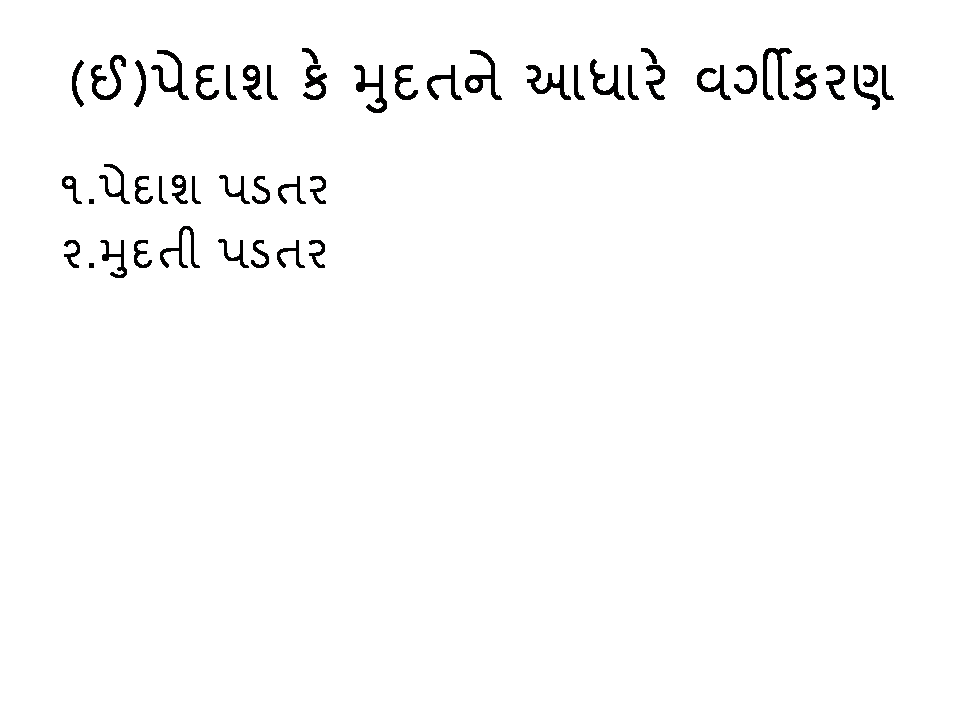 (ઈ)પેદાશ કે મુદતને આધારે વર્ગીકરણ
૧.પેદાશ પડતર
૨.મુદતી પડતર